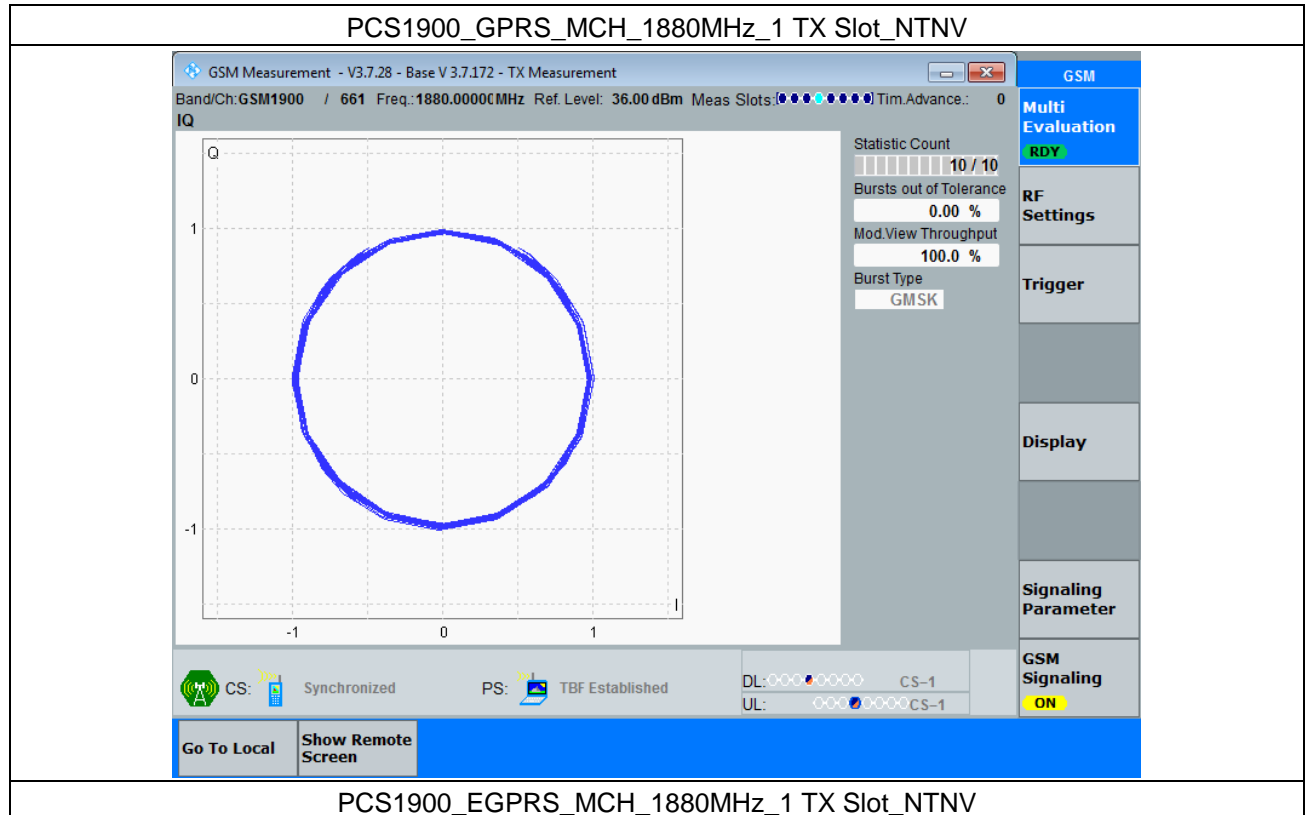 PCS1900_GPRS_MCH_1880MHz_1 TX Slot_NTNV
GSM Measurement - V3.7.28 - Base V 3.7.172 - TX Measurement
GSM
Band/Ch:GSM1900 / 661 Freq.:1880.00000 MHz Ref. Level: 36.00 dBm Meas Slots: Tim.Advance.: 0
IQ
Multi
Evaluation
RDY
Q
Statistic Count
10 / 10
Bursts out of Tolerance
0.00 %
Mod.View Throughput
100.0 %
Burst Type
GMSK
RF
Settings
Trigger
Display
1
0
-1
I
-1 0 1
Signaling
Parameter
GSM
Signaling
ON
CS: Synchronized PS: TBF Established
DL: CS-1
UL: CS-1
Go To Local
Show Remote
Screen
PCS1900_EGPRS_MCH_1880MHz_1 TX Slot_NTNV